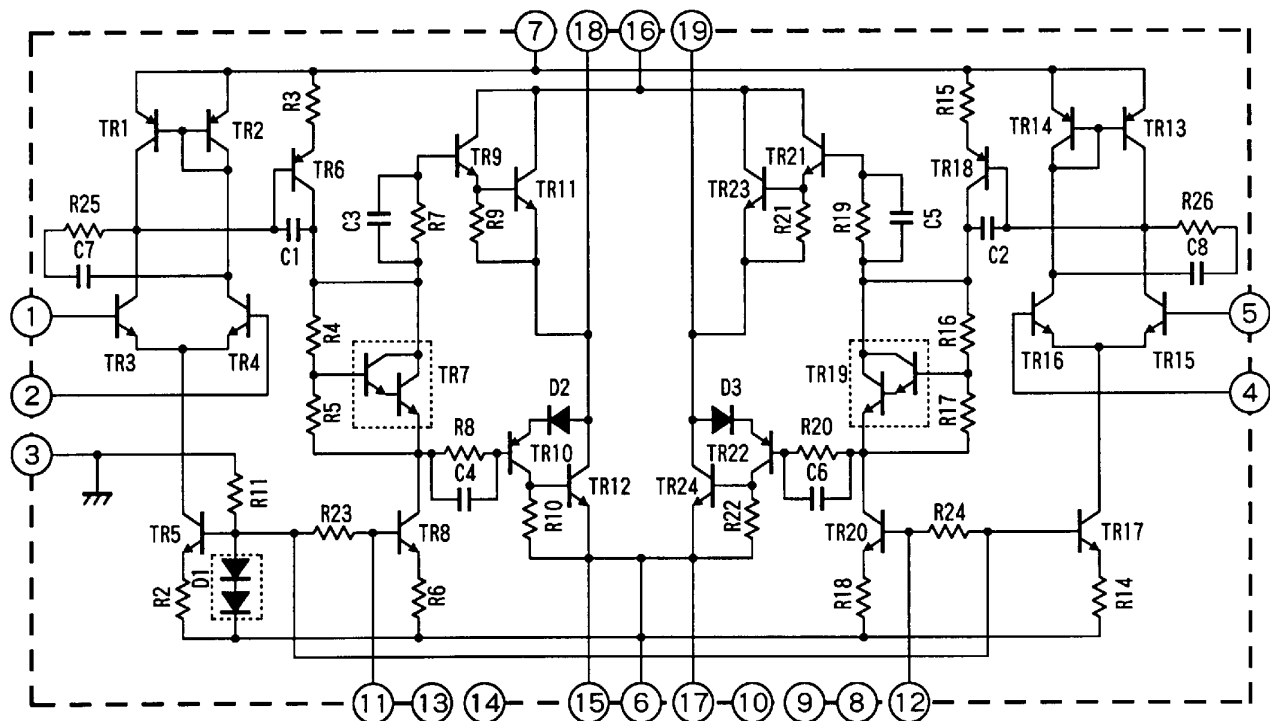 7 18 16 19
R3 R15
TR1 TR2 TR14 TR13
TR6 TR9 TR21 TR18
TR11 TR23
R25 C3 R7 R9 R21 R19 C5 R26
C7 C1 C2 C8
1 5
R4 R16
TR3 TR4 TR16 TR15
TR7 TR19
2 D2 D3 4
R5 R17
3 R8 R20
TR10 TR22
C4 C6
R11 TR12 TR24
R10 R22
TR5 R23 TR8 TR20 R24 TR17
D1
R2 R6 R18 R14
11 13 14 15 6 17 10 9 8 12